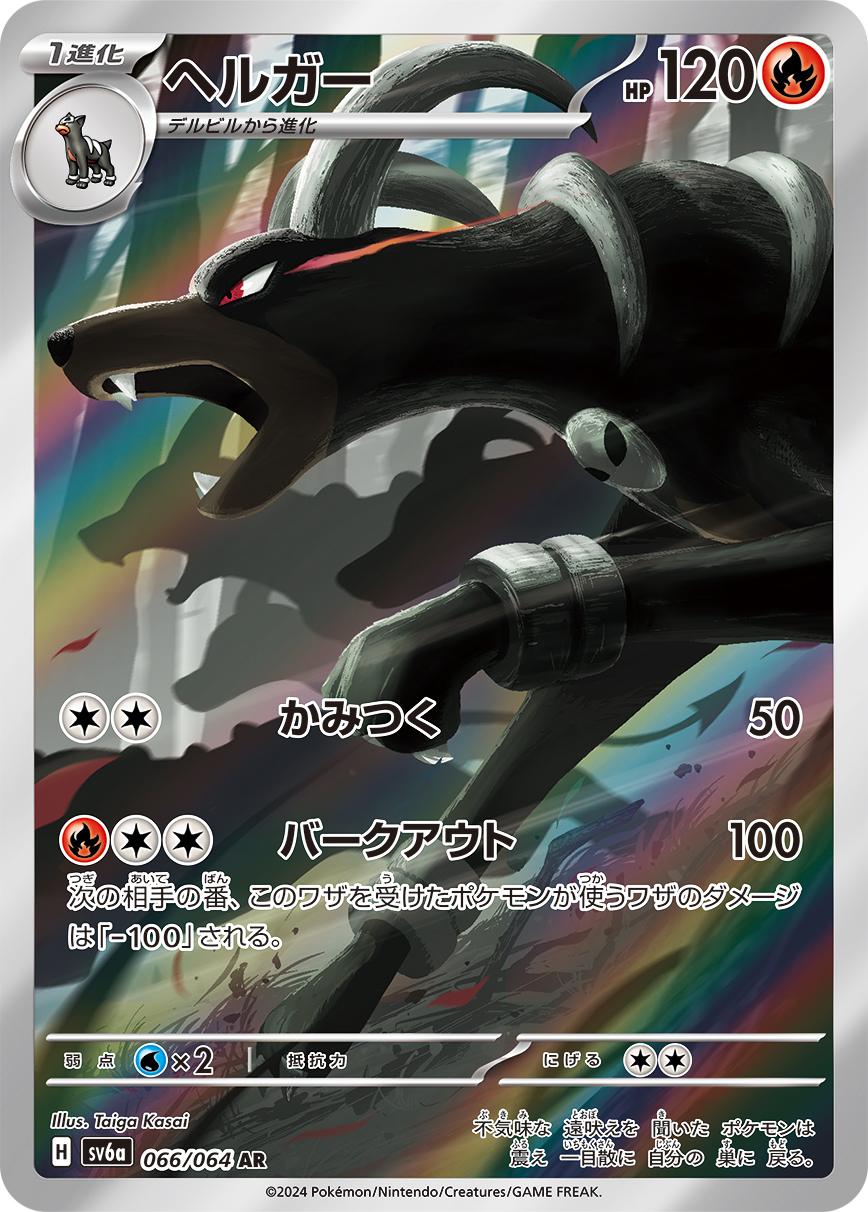 1進化
ヘルガー
HP 120
デルビルから進化
かみつく 50
バークアウト 100
次の相手の番、このワザを受けたポケモンが使うワザのダメージ
は「-100」される。
弱点 ×2 抵抗力 にげる
Illus. Taiga Kasai
不気味な 遠吠えを 聞いた ポケモンは
震え 一目散に 自分の 巣に 戻る。
H sv6a 066/064 AR
©2024 Pokémon/Nintendo/Creatures/GAME FREAK.